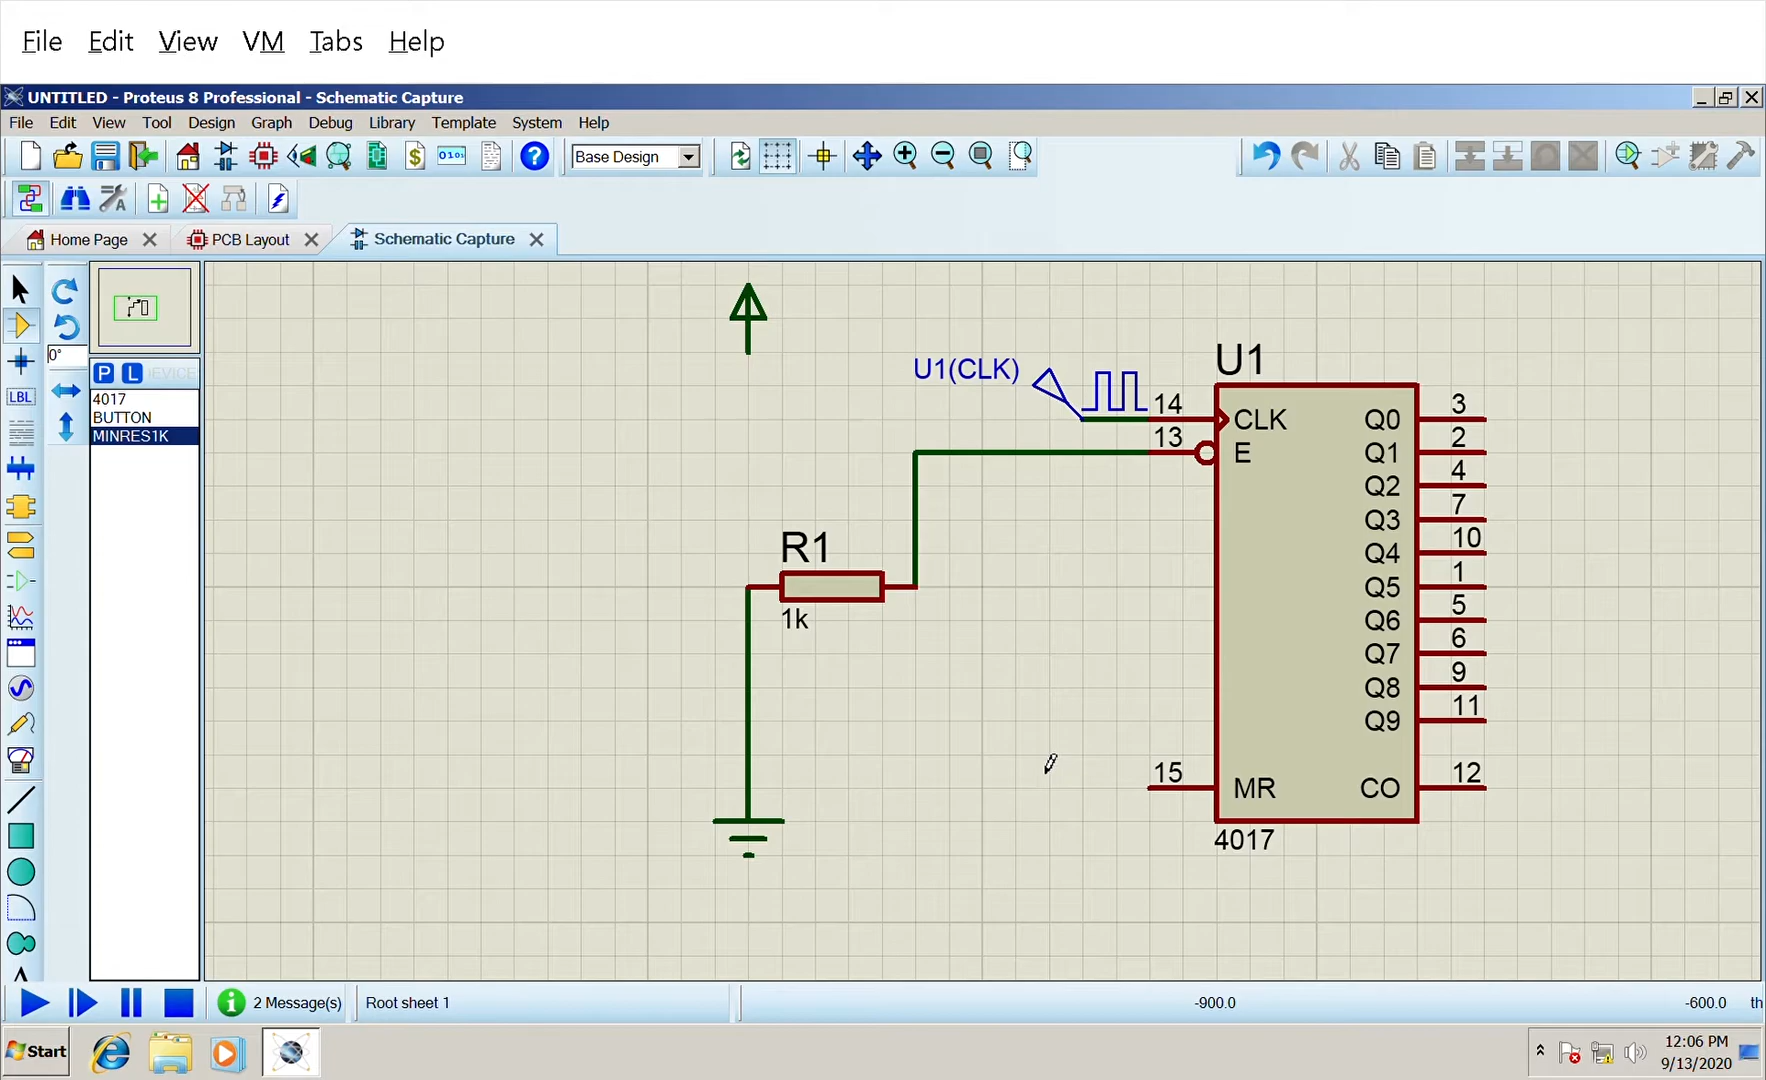 File Edit View VM Tabs Help
UNTITLED - Proteus 8 Professional - Schematic Capture
File Edit View Tool Design Graph Debug Library Template System Help
Base Design
Home Page PCB Layout Schematic Capture
0°
P L DEVICES
LBL
4017
BUTTON
MINRES1K
U1(CLK)
U1
14 CLK Q0 3
13 E Q1 2
Q2 4
Q3 7
Q4 10
Q5 1
Q6 5
Q7 6
Q8 9
Q9 11
15 MR CO 12
4017
R1
1k
2 Message(s) Root sheet 1 -900.0 -600.0 th
Start
12:06 PM
9/13/2020